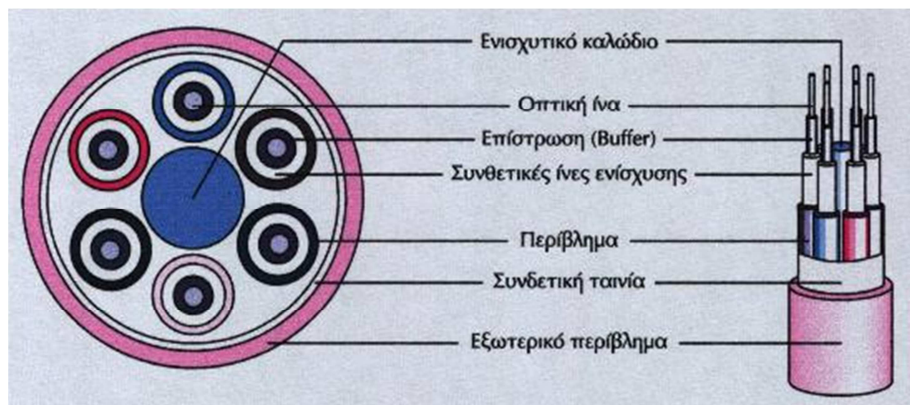 Ενισχυτικό καλώδιο
Οπτική ίνα
Επίστρωση (Buffer)
Συνθετικές ίνες ενίσχυσης
Περίβλημα
Συνδετική ταινία
Εξωτερικό περίβλημα